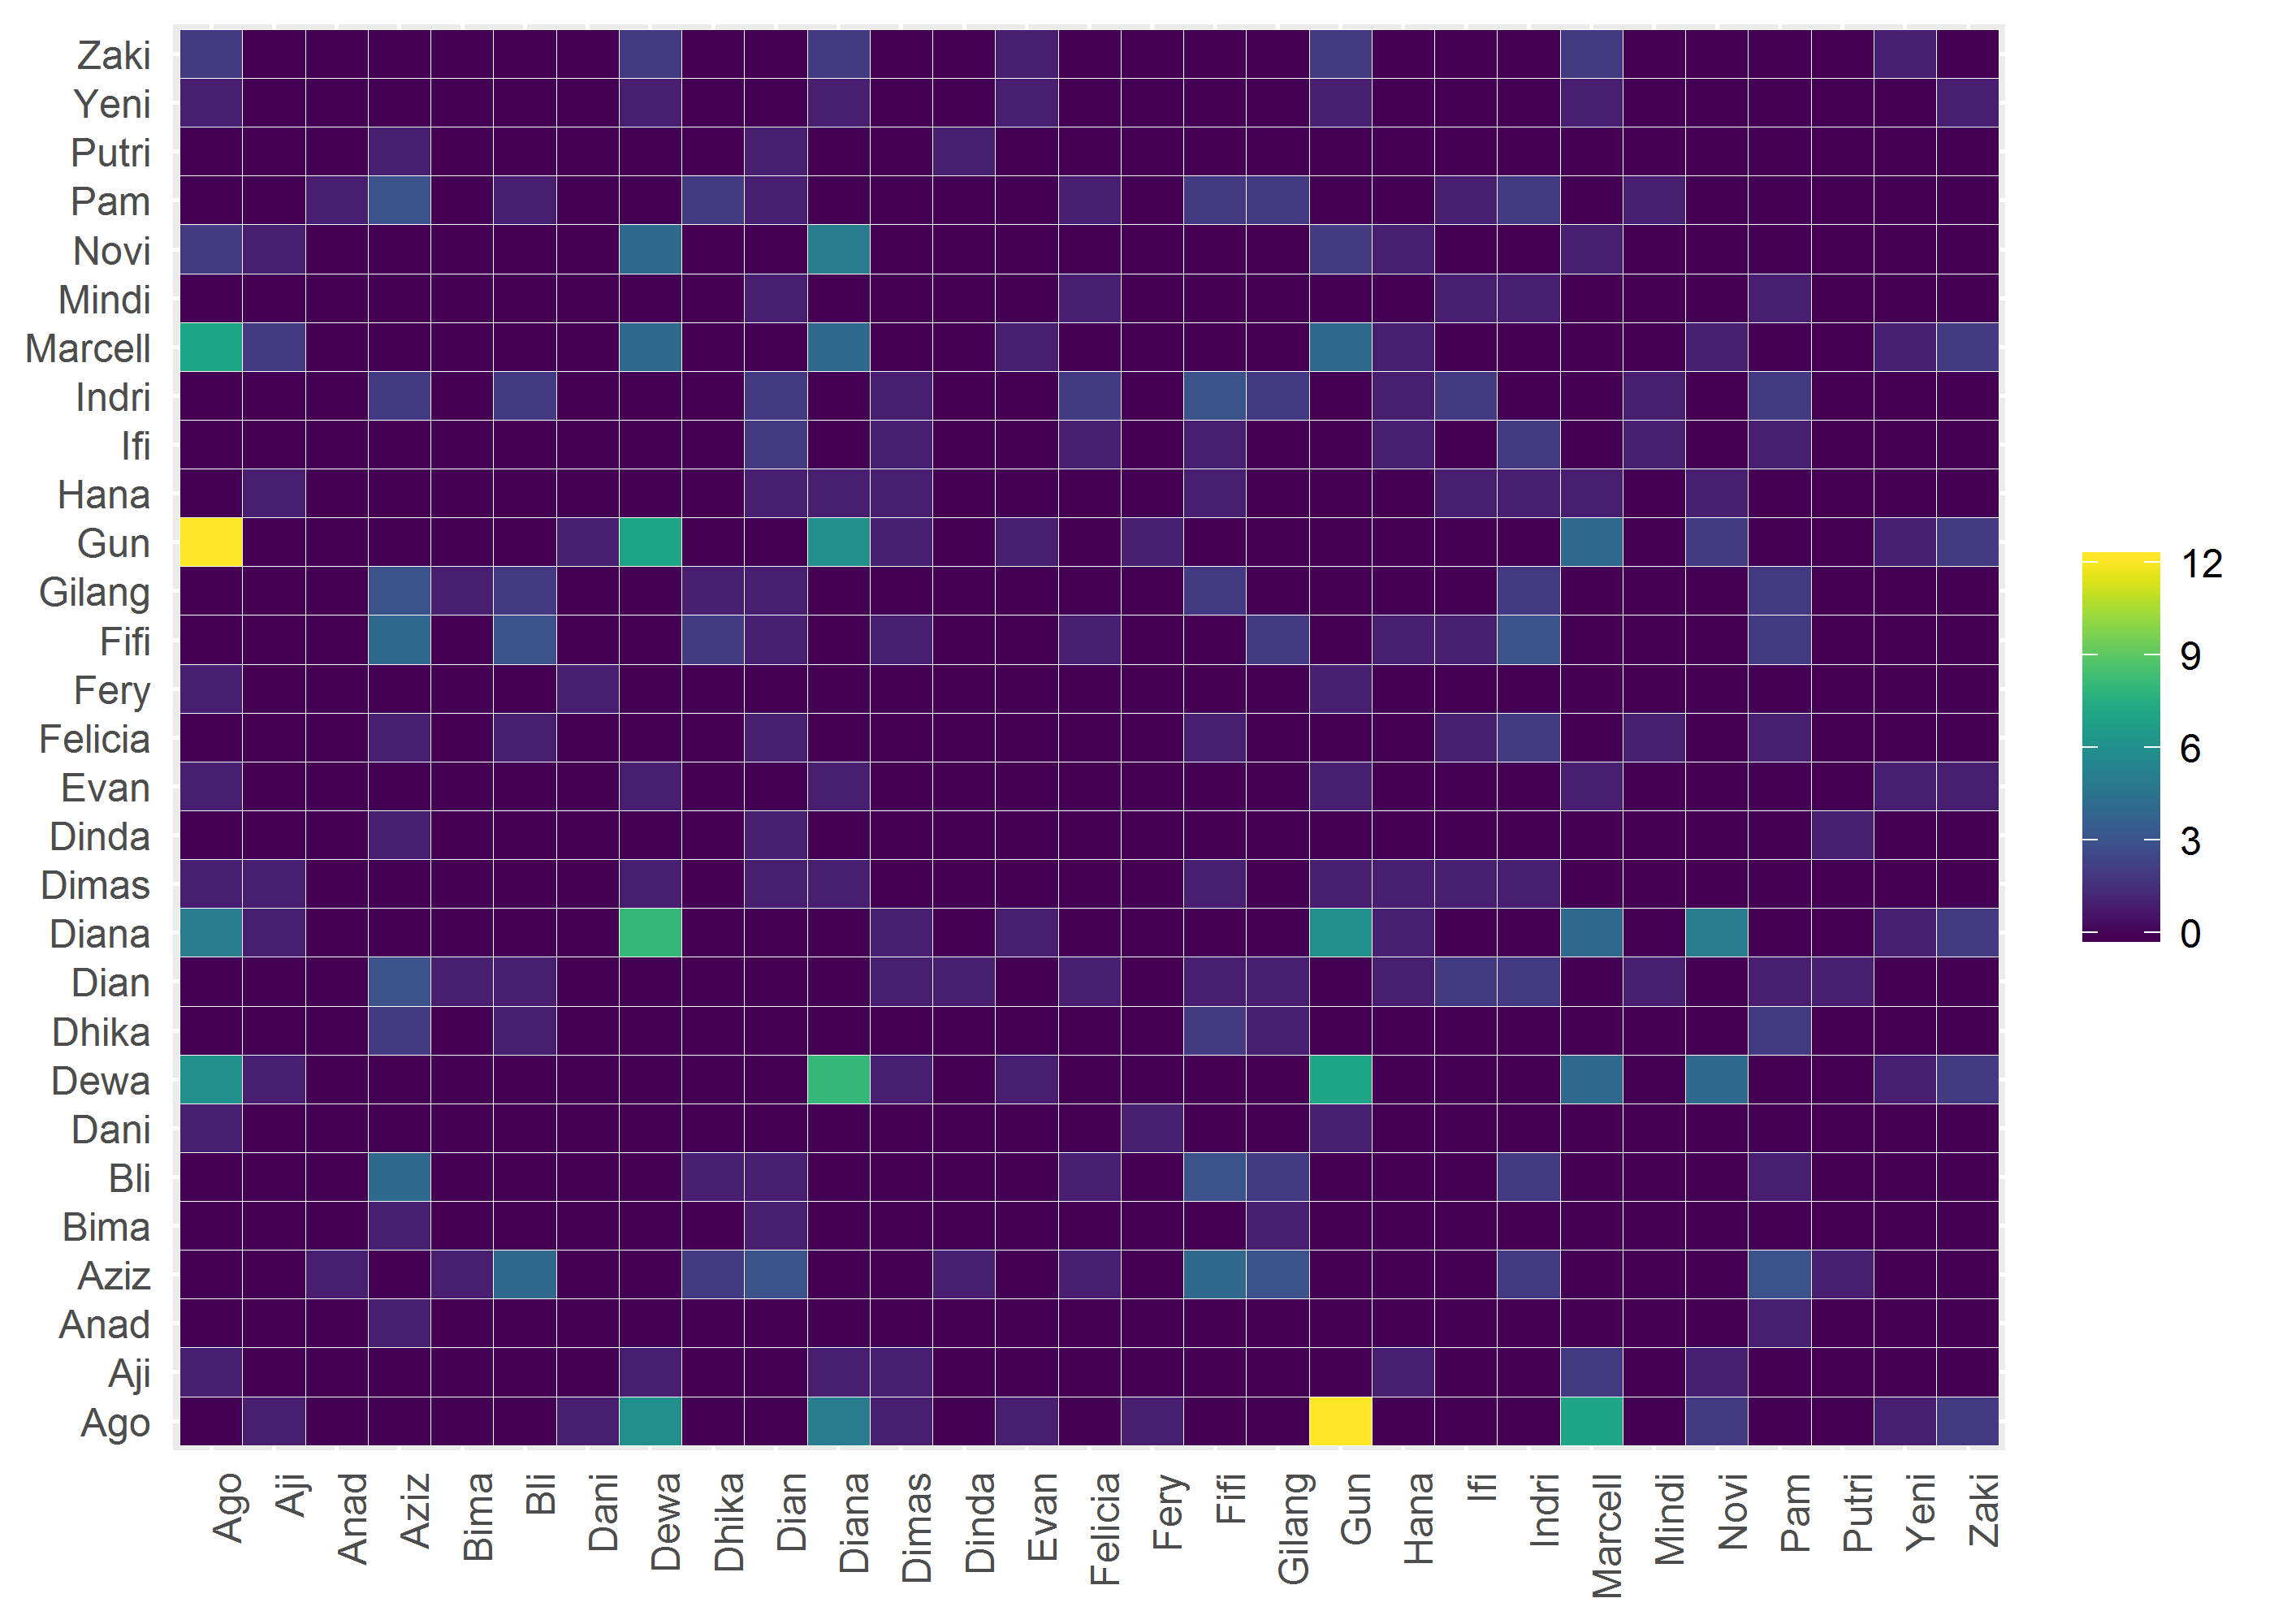 Zaki
Yeni
Putri
Pam
Novi
Mindi
Marcell
Indri
Ifi
Hana
Gun
Gilang
Fifi
Fery
Felicia
Evan
Dinda
Dimas
Diana
Dian
Dhika
Dewa
Dani
Bli
Bima
Aziz
Anad
Aji
Ago
Ago
Aji
Anad
Aziz
Bima
Bli
Dani
Dewa
Dhika
Dian
Diana
Dimas
Dinda
Evan
Felicia
Fery
Fifi
Gilang
Gun
Hana
Ifi
Indri
Marcell
Mindi
Novi
Pam
Putri
Yeni
Zaki
12
9
6
3
0